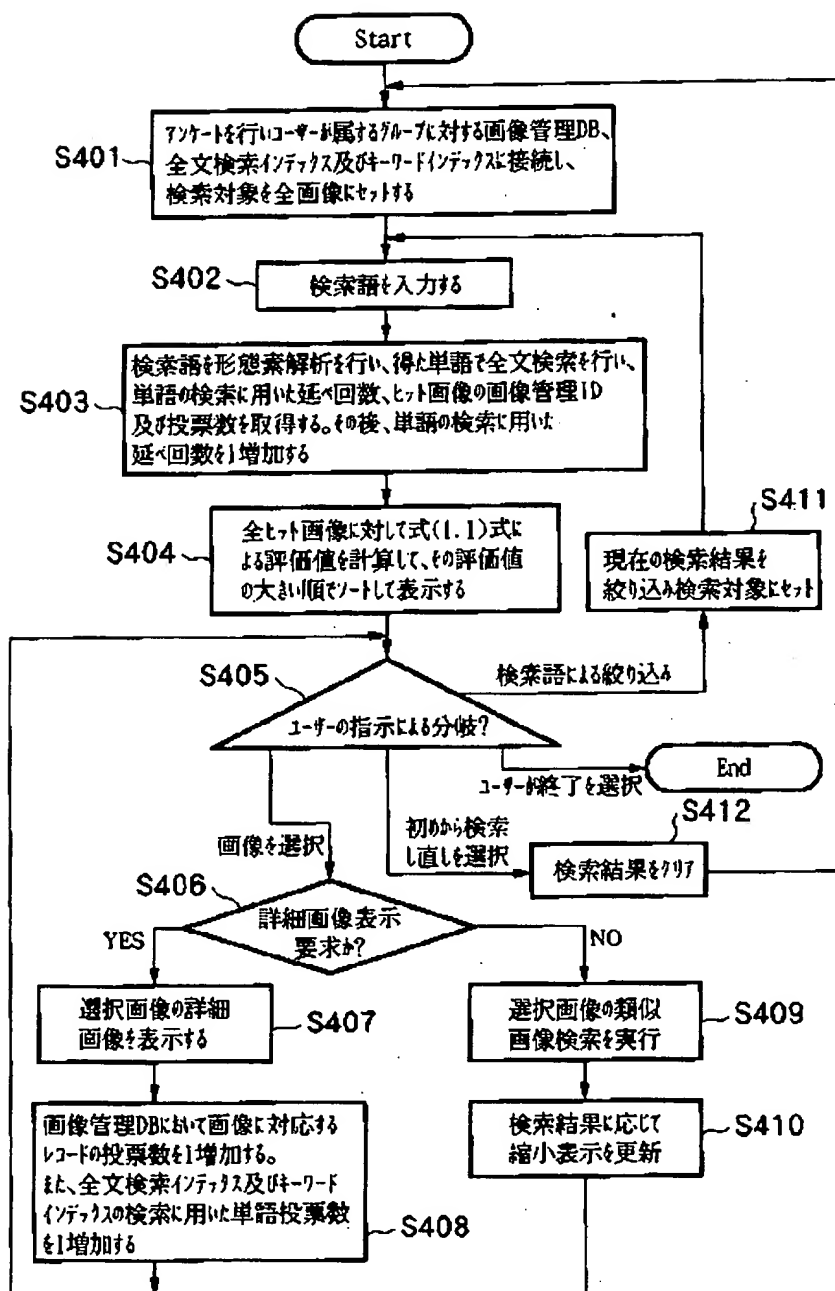 Start
S401
アンケートを行いユーザーが属するグループに対する画像管理DB、
全文検索インデックス及びキーワードインデックスに接続し、
検索対象を全画像にセットする
S402
検索語を入力する
S403
検索語を形態素解析を行い、得た単語で全文検索を行い、
単語の検索に用いた延べ回数、ヒット画像の画像管理ID
及び投票数を取得する。その後、単語の検索に用いた
延べ回数を1増加する
S404
全ヒット画像に対して式(1.1)式に
よる評価値を計算して、その評価値
の大きい順でソートして表示する
S411
現在の検索結果を
絞り込み検索対象にセット
S405
ユーザーの指示による分岐?
検索語による絞り込み
End
ユーザーが終了を選択
画像を選択
初めから検索
し直しを選択
S412
検索結果をクリア
S406
詳細画像表示
要求か?
YES
NO
選択画像の詳細
画像を表示する
S407
選択画像の類似
画像検索を実行
S409
画像管理DBにおいて画像に対応する
レコードの投票数を1増加する。
また、全文検索インデックス及びキーワード
インデックスの検索に用いた単語投票数
を1増加する
S408
検索結果に応じて
縮小表示を更新
S410